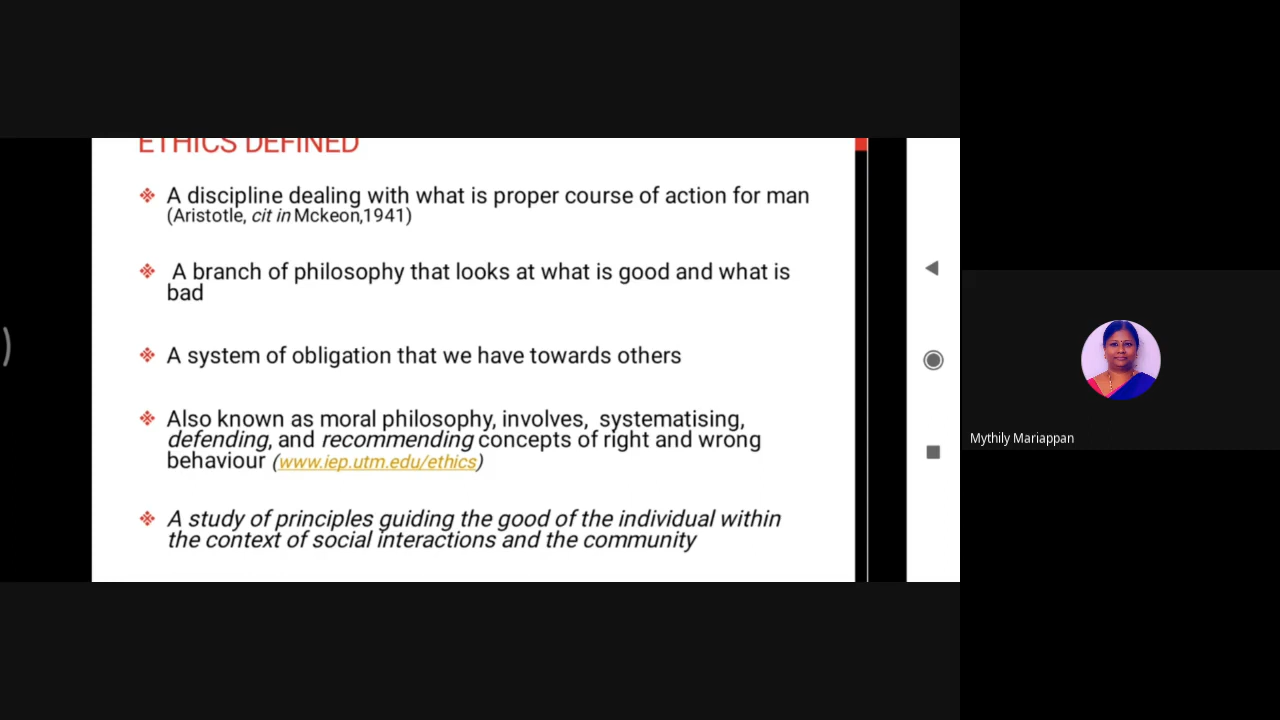 ETHICS DEFINED
A discipline dealing with what is proper course of action for man
(Aristotle, cit in Mckeon,1941)
A branch of philosophy that looks at what is good and what is
bad
A system of obligation that we have towards others
Also known as moral philosophy, involves, systematising,
defending, and recommending concepts of right and wrong
behaviour (www.iep.utm.edu/ethics)
A study of principles guiding the good of the individual within
the context of social interactions and the community
Mythily Mariappan